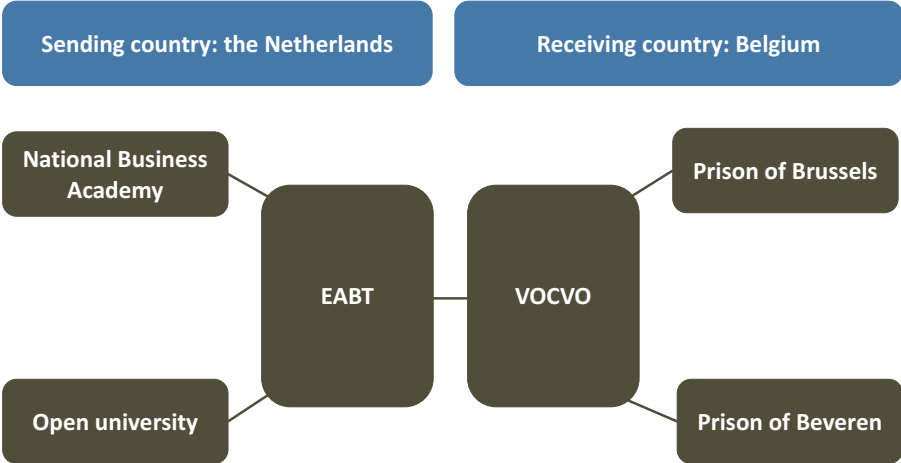 Sending country: the Netherlands
Receiving country: Belgium
National Business
Academy
Prison of Brussels
EABT
VOCVO
Open university
Prison of Beveren